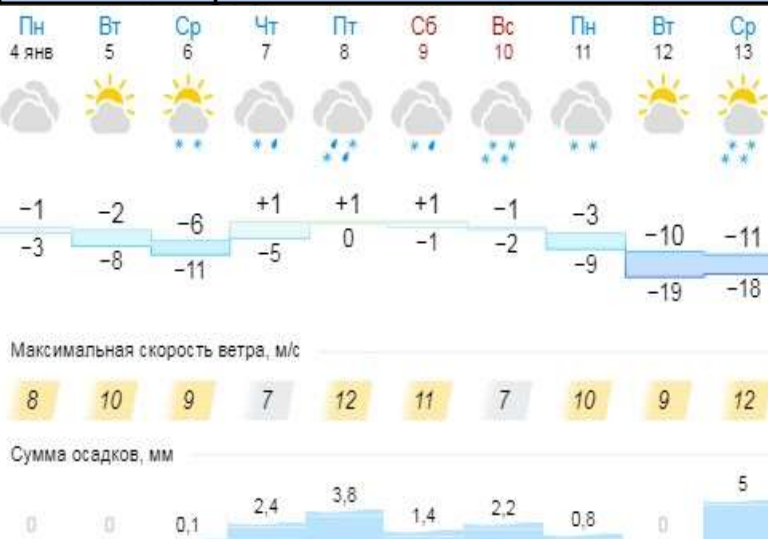 Пн Вт Ср Чт Пт Сб Вс Пн Вт Ср
4 янв 5 6 7 8 9 10 11 12 13
−1 −2 −6 +1 +1 +1 −1 −3 −10 −11
−3 −8 −11 −5 0 −1 −2 −9 −19 −18
Максимальная скорость ветра, м/с
8 10 9 7 12 11 7 10 9 12
Сумма осадков, мм
0 0 0,1 2,4 3,8 1,4 2,2 0,8 0 5